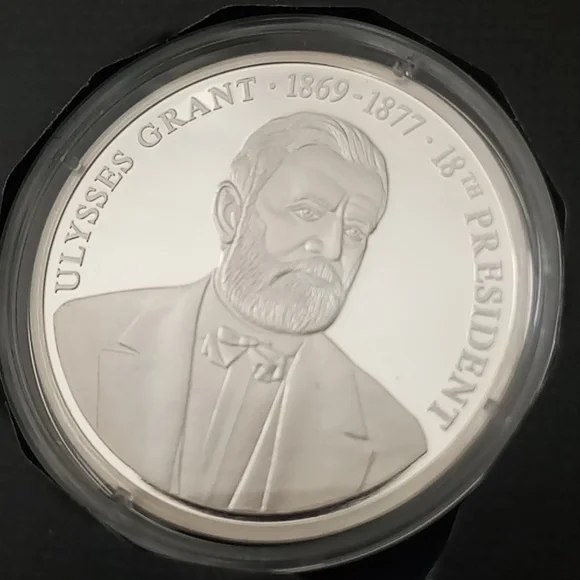 ULYSSES GRANT · 1869-1877 · 18TH PRESIDENT